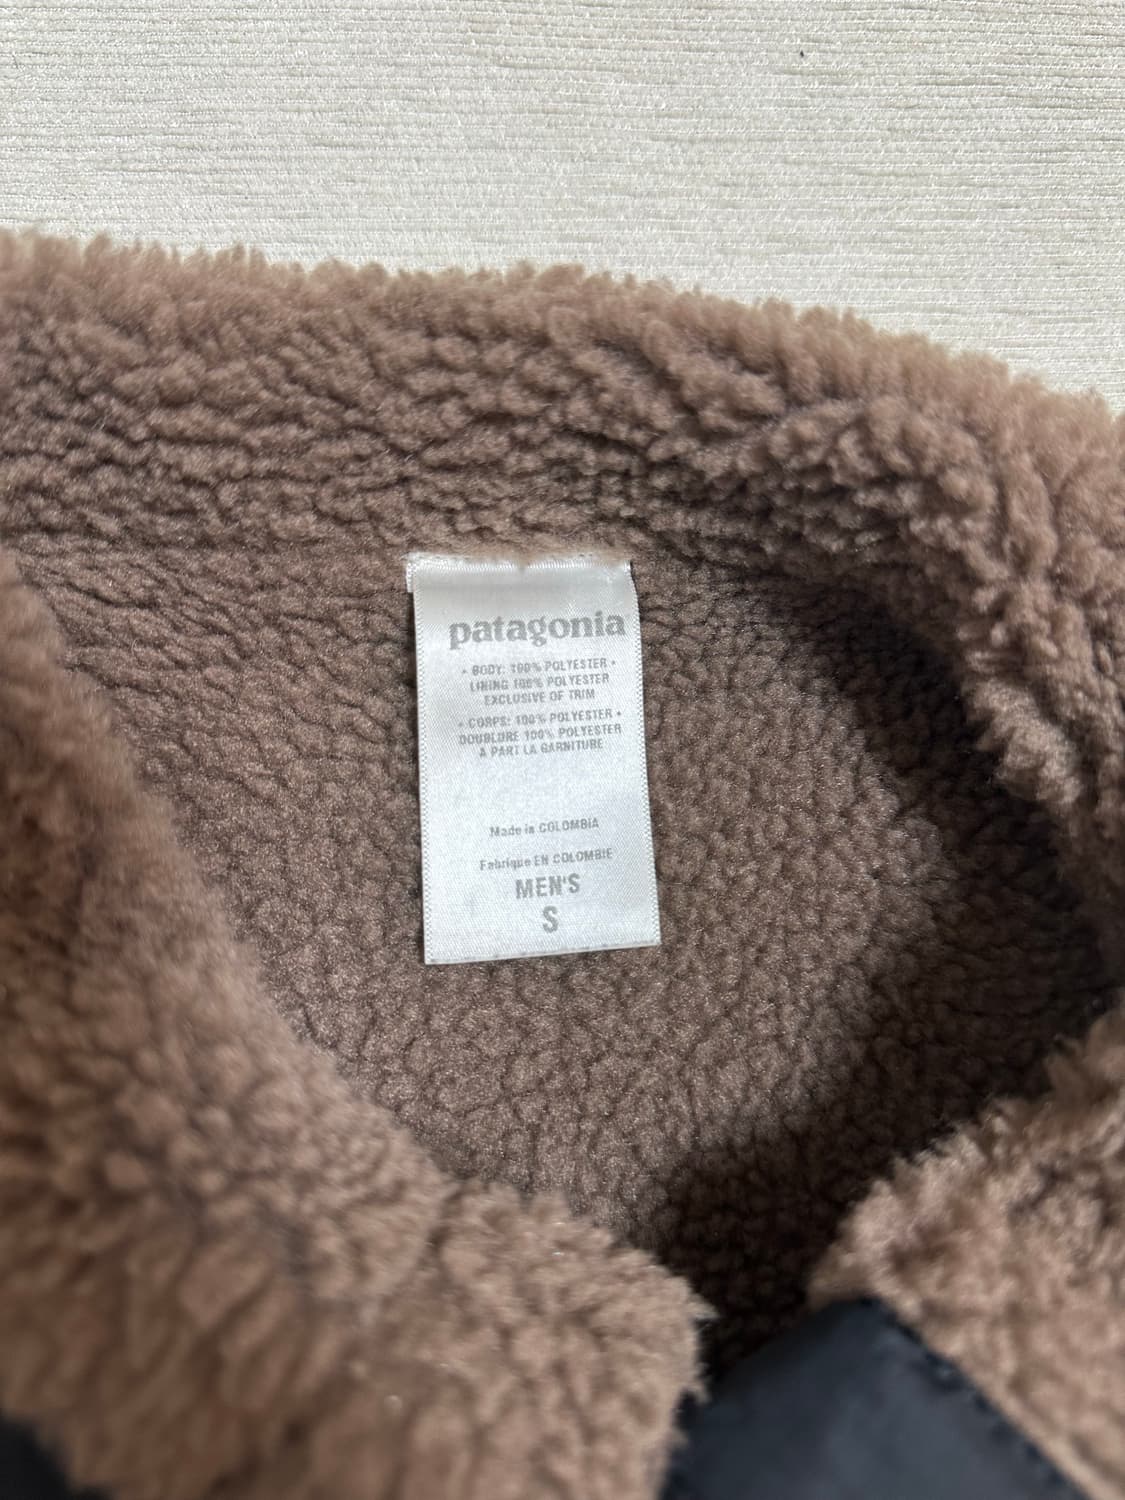 patagonia
• BODY: 100% POLYESTER •
LINING 100% POLYESTER
EXCLUSIVE OF TRIM
• CORPS: 100% POLYESTER •
DOUBLURE 100% POLYESTER
A PART LA GARNITURE
Made in COLOMBIA
Fabrique EN COLOMBIE
MEN'S
S